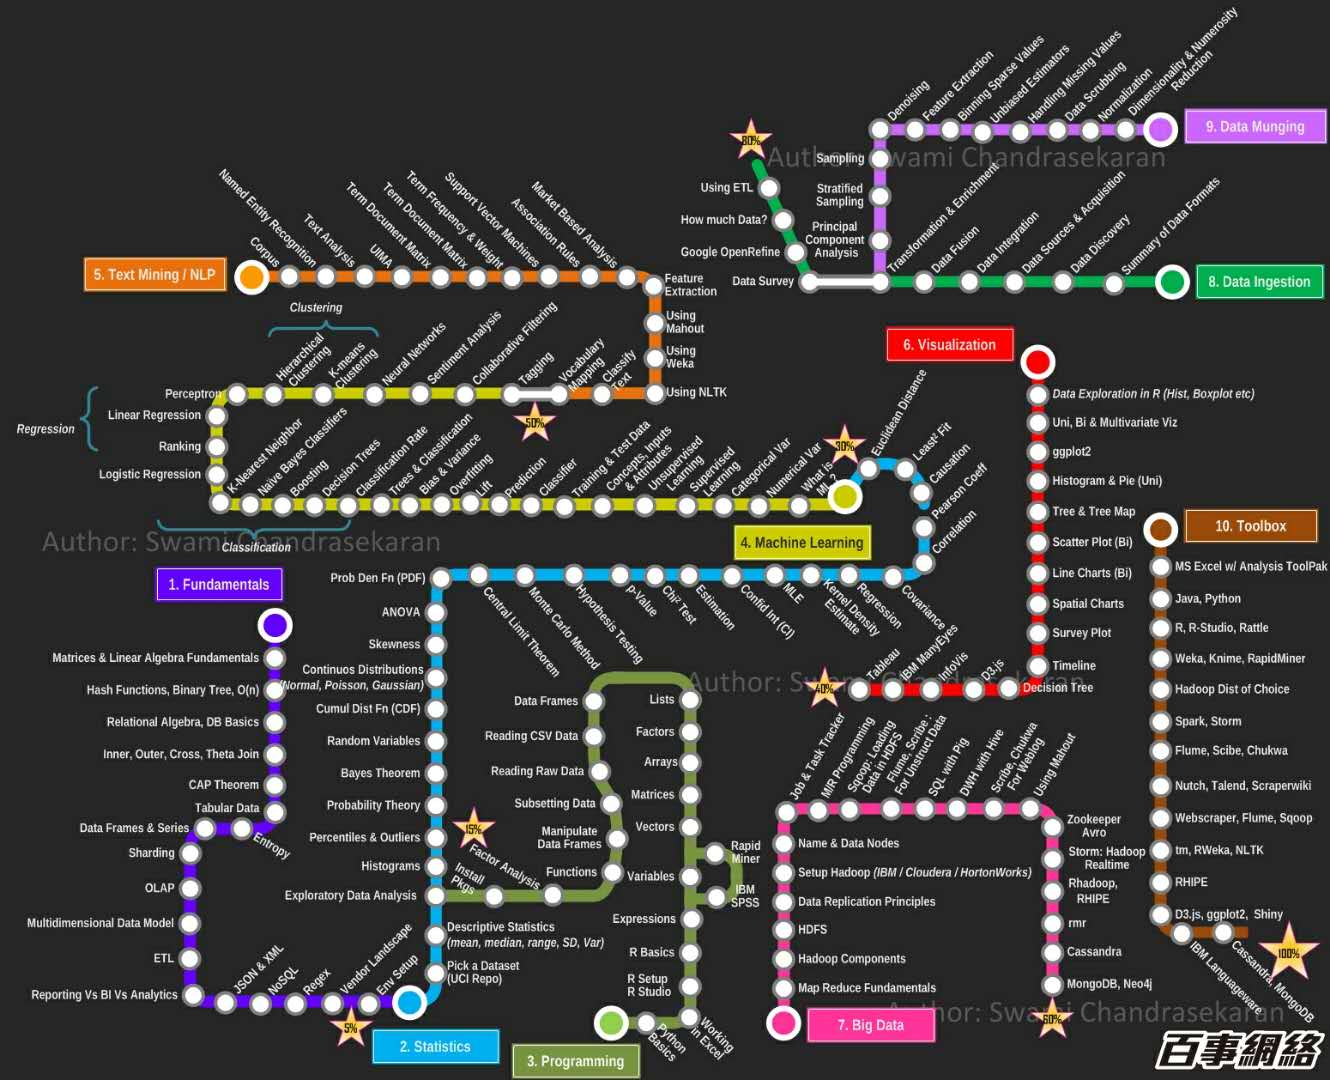 9. Data Munging
Denoising
Feature Extraction
Binning Sparse Values
Unbiased Estimators
Handling Missing Values
Data Scrubbing
Normalization
Dimensionality & Numerosity
Reduction
Sampling
Stratified
Sampling
Principal
Component
Analysis
80%
Author: Swami Chandrasekaran
Using ETL
How much Data?
Google OpenRefine
Data Survey
Transformation & Enrichment
Data Fusion
Data Integration
Data Sources & Acquisition
Data Discovery
Summary of Data Formats
8. Data Ingestion
5. Text Mining / NLP
Corpus
Named Entity Recognition
Text Analysis
UMA
Term Document Matrix
Term Document Matrix
Term Frequency & Weight
Support Vector Machines
Association Rules
Market Based Analysis
Feature
Extraction
Using
Mahout
Using
Weka
Using NLTK
Classify
Text
Vocabulary
Mapping
Tagging
50%
Collaborative Filtering
Sentiment Analysis
Neural Networks
Clustering
K-means
Clustering
Hierarchical
Clustering
Perceptron
Linear Regression
Regression
Ranking
Logistic Regression
K-Nearest Neighbor
Naive Bayes Classifiers
Boosting
Decision Trees
Classification Rate
Trees & Classification
Bias & Variance
Overfitting
Lift
Prediction
Classifier
Training & Test Data
Concepts, Inputs
& Attributes
Unsupervised
Learning
Supervised
Learning
Categorical Var
Numerical Var
What is
ML?
30%
4. Machine Learning
Classification
Author: Swami Chandrasekaran
Euclidean Distance
Least² Fit
Causation
Pearson Coeff
Correlation
Covariance
Regression
Kernel Density
Estimate
MLE
Confid Int (CI)
Estimation
Chi² Test
p-Value
Hypothesis Testing
Monte Carlo Method
Central Limit Theorem
Prob Den Fn (PDF)
ANOVA
Skewness
Continuos Distributions
(Normal, Poisson, Gaussian)
Cumul Dist Fn (CDF)
Random Variables
Bayes Theorem
Probability Theory
Percentiles & Outliers
Histograms
Exploratory Data Analysis
Descriptive Statistics
(mean, median, range, SD, Var)
Pick a Dataset
(UCI Repo)
2. Statistics
1. Fundamentals
Matrices & Linear Algebra Fundamentals
Hash Functions, Binary Tree, O(n)
Relational Algebra, DB Basics
Inner, Outer, Cross, Theta Join
CAP Theorem
Tabular Data
Entropy
Data Frames & Series
Sharding
OLAP
Multidimensional Data Model
ETL
Reporting Vs BI Vs Analytics
JSON & XML
NoSQL
Regex
Vendor Landscape
Env Setup
5%
15%
Install
Pkgs
Factor Analysis
Functions
Manipulate
Data Frames
Subsetting Data
Reading Raw Data
Reading CSV Data
Data Frames
Lists
Factors
Arrays
Matrices
Vectors
Variables
Rapid
Miner
IBM
SPSS
Expressions
R Basics
R Setup
R Studio
Working
in Excel
Python
Basics
3. Programming
6. Visualization
Data Exploration in R (Hist, Boxplot etc)
Uni, Bi & Multivariate Viz
ggplot2
Histogram & Pie (Uni)
Tree & Tree Map
Scatter Plot (Bi)
Line Charts (Bi)
Spatial Charts
Survey Plot
Timeline
Decision Tree
D3.js
InfoVis
IBM ManyEyes
Tableau
40%
Author: Swami Chandrasekaran
Job & Task Tracker
M/R Programming
Sqoop: Loading
Data in HDFS
Flume, Scribe :
For Unstruct Data
SQL with Pig
DWH with Hive
Scribe, Chukwa
For Weblog
Using Mahout
Zookeeper
Avro
Storm: Hadoop
Realtime
Rhadoop,
RHIPE
rmr
Cassandra
MongoDB, Neo4j
60%
Name & Data Nodes
Setup Hadoop (IBM / Cloudera / HortonWorks)
Data Replication Principles
HDFS
Hadoop Components
Map Reduce Fundamentals
7. Big Data
Author: Swami Chandrasekaran
10. Toolbox
MS Excel w/ Analysis ToolPak
Java, Python
R, R-Studio, Rattle
Weka, Knime, RapidMiner
Hadoop Dist of Choice
Spark, Storm
Flume, Scibe, Chukwa
Nutch, Talend, Scraperwiki
Webscraper, Flume, Sqoop
tm, RWeka, NLTK
RHIPE
D3.js, ggplot2, Shiny
IBM Languageware
Cassandra, MongoDB
100%
百事網絡